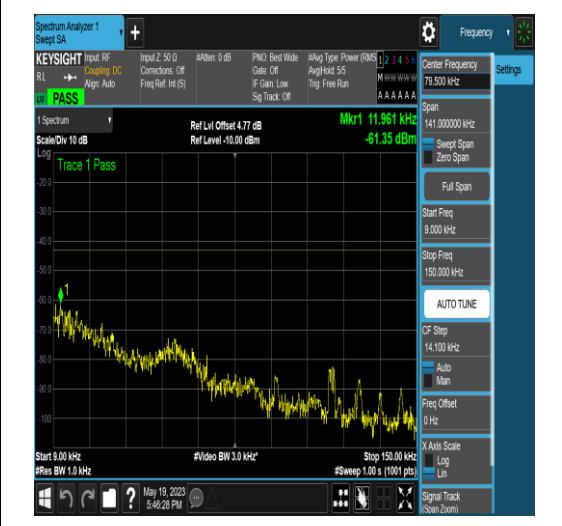 Spectrum Analyzer 1
Swept SA
+
Frequency
KEYSIGHT
RL
PASS
Input: RF
Coupling: DC
Align: Auto
Input Z: 50 Ω
Corrections: Off
Freq Ref: Int (S)
#Atten: 0 dB
PNO: Best Wide
Gate: Off
IF Gain: Low
Sig Track: Off
#Avg Type: Power (RMS
Avg|Hold: 5/5
Trig: Free Run
1 2 3 4 5 6
M W W W W W
A A A A A A
1 Spectrum
Scale/Div 10 dB
Ref Lvl Offset 4.77 dB
Ref Level -10.00 dBm
Mkr1 11.961 kHz
-61.35 dBm
Log
Trace 1 Pass
-20.0
-30.0
-40.0
-50.0
-60.0
-70.0
-80.0
-90.0
-100
1
Start 9.00 kHz
#Res BW 1.0 kHz
#Video BW 3.0 kHz*
Stop 150.00 kHz
#Sweep 1.00 s (1001 pts)
May 19, 2023
5:46:28 PM
Center Frequency
79.500 kHz
Settings
Span
141.000000 kHz
Swept Span
Zero Span
Full Span
Start Freq
9.000 kHz
Stop Freq
150.000 kHz
AUTO TUNE
CF Step
14.100 kHz
Auto
Man
Freq Offset
0 Hz
X Axis Scale
Log
Lin
Signal Track
(Span Zoom)